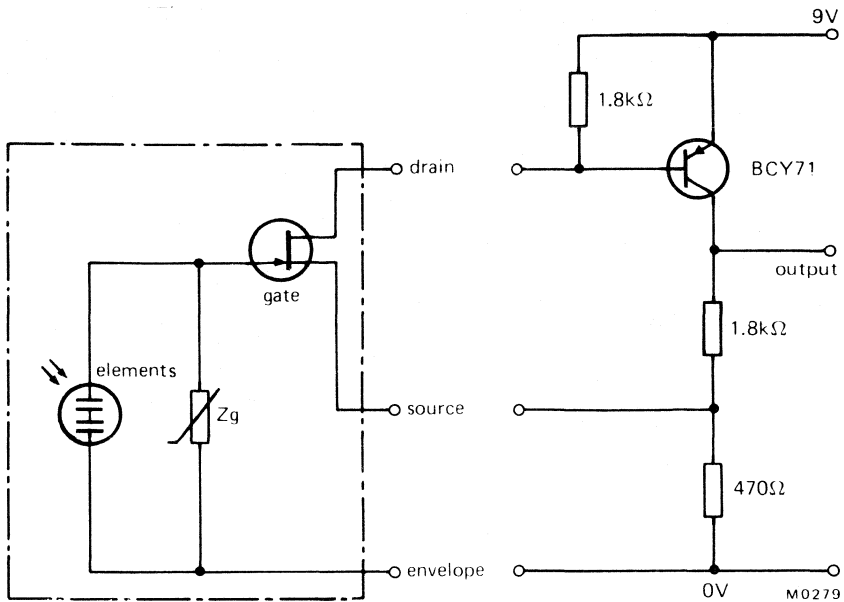 9V
1.8kΩ
drain
BCY71
gate
output
elements
1.8kΩ
Zg
source
470Ω
envelope
0V
M0279